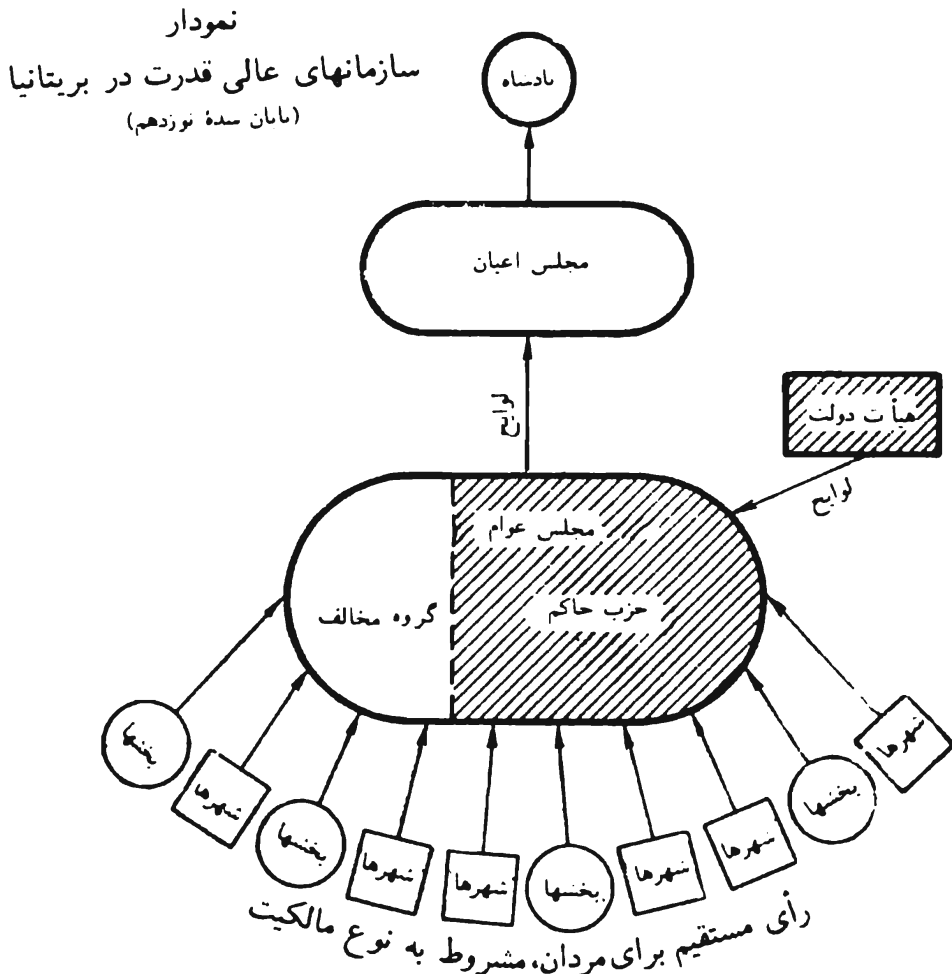 نمودار
سازمانهای عالی قدرت در بریتانیا
(پایان سدهٔ نوزدهم)
پادشاه
مجلس اعیان
لوایح
هیأت دولت
لوایح
مجلس عوام
حزب حاکم
گروه مخالف
شهرها
بخشها
شهرها
شهرها
بخشها
شهرها
شهرها
بخشها
شهرها
بخشها
رأی مستقیم برای مردان، مشروط به نوع مالکیت